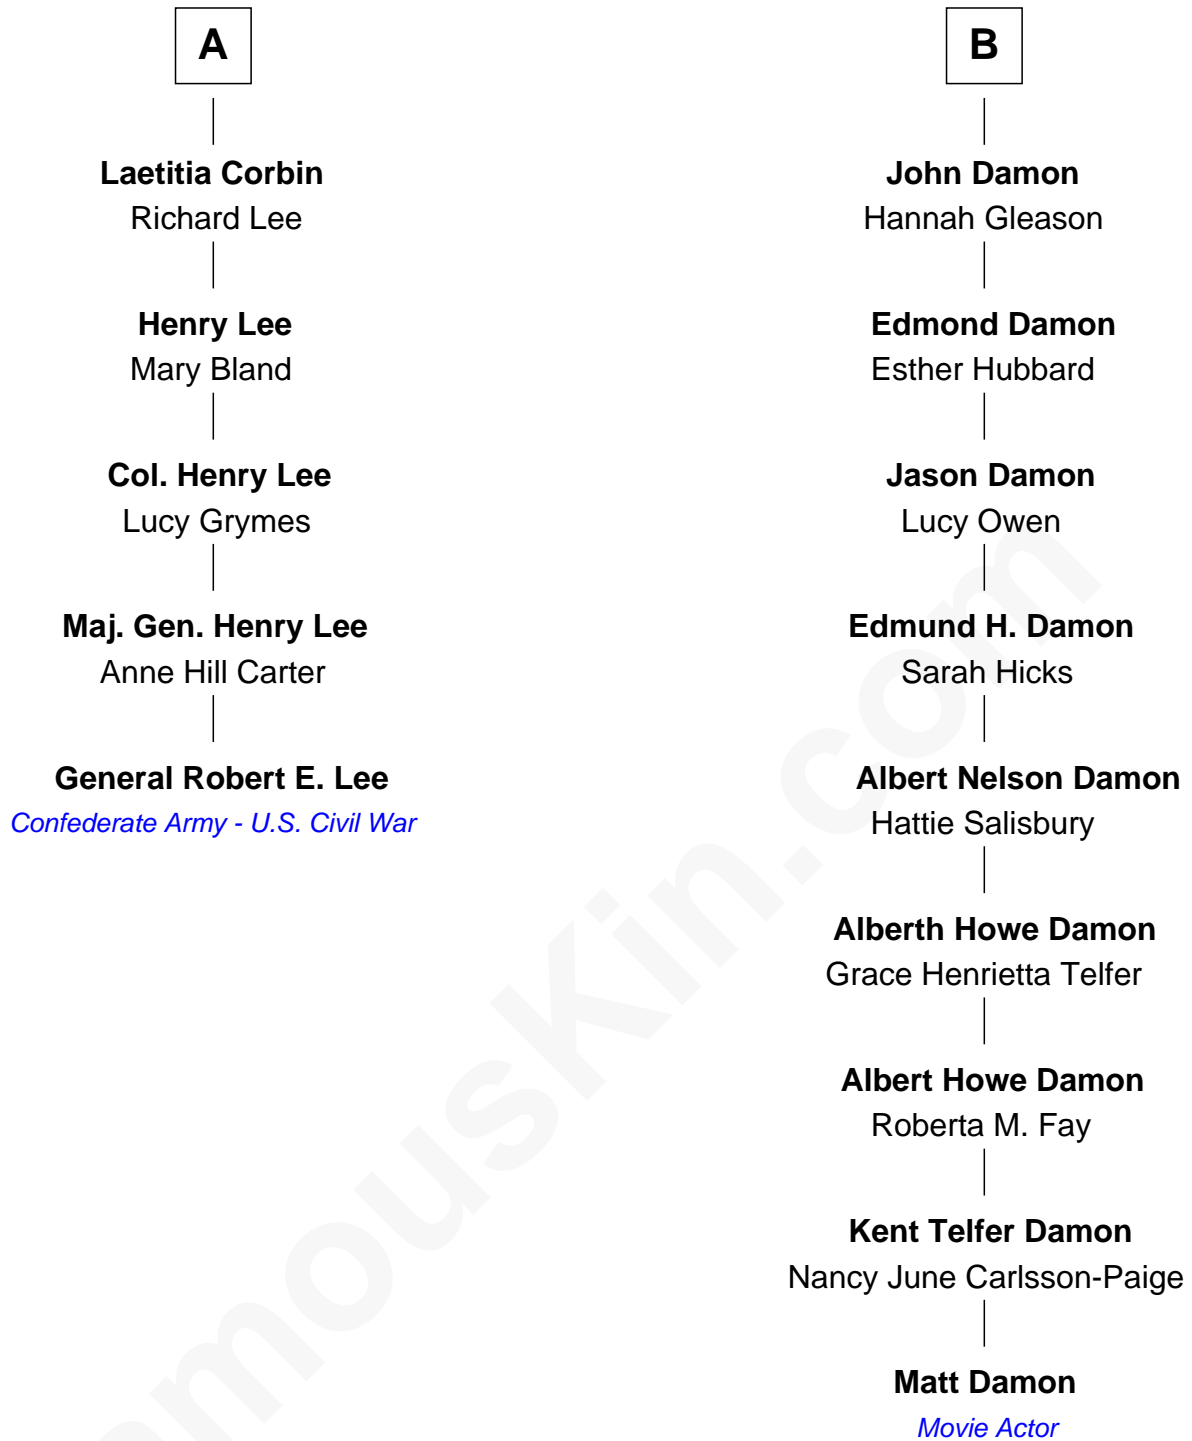 A
Laetitia Corbin
Richard Lee
Henry Lee
Mary Bland
Col. Henry Lee
Lucy Grymes
Maj. Gen. Henry Lee
Anne Hill Carter
General Robert E. Lee
Confederate Army - U.S. Civil War
B
John Damon
Hannah Gleason
Edmond Damon
Esther Hubbard
Jason Damon
Lucy Owen
Edmund H. Damon
Sarah Hicks
Albert Nelson Damon
Hattie Salisbury
Alberth Howe Damon
Grace Henrietta Telfer
Albert Howe Damon
Roberta M. Fay
Kent Telfer Damon
Nancy June Carlsson-Paige
Matt Damon
Movie Actor
amouskin.com